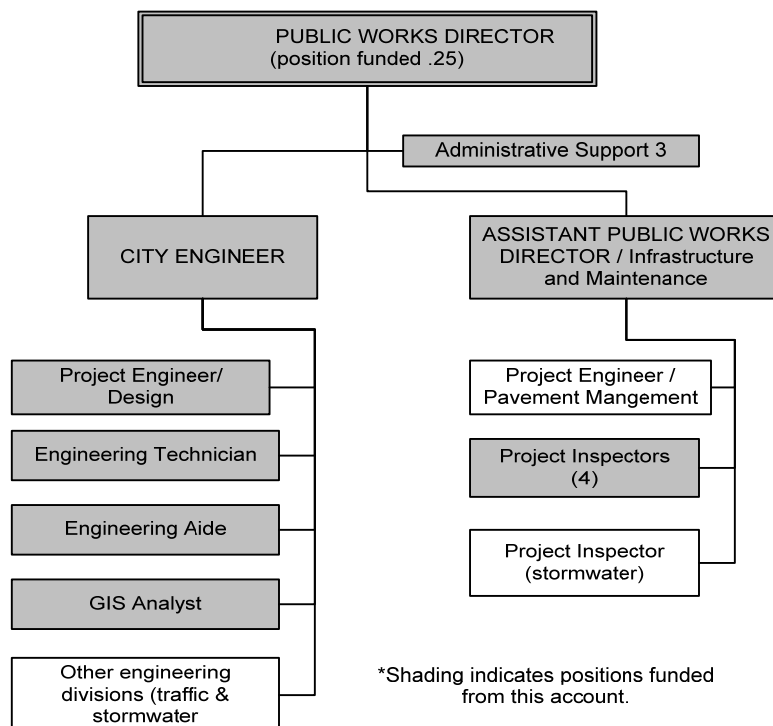 PUBLIC WORKS DIRECTOR
(position funded .25)
Administrative Support 3
CITY ENGINEER
ASSISTANT PUBLIC WORKS
DIRECTOR / Infrastructure
and Maintenance
Project Engineer/
Design
Engineering Technician
Engineering Aide
GIS Analyst
Other engineering
divisions (traffic &
stormwater
Project Engineer /
Pavement Mangement
Project Inspectors
(4)
Project Inspector
(stormwater)
*Shading indicates positions funded
from this account.